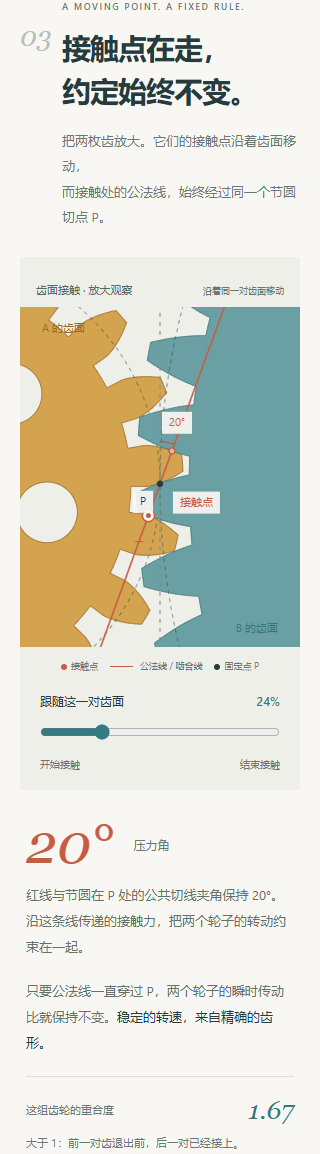 A MOVING POINT. A FIXED RULE.
03
接触点在走，
约定始终不变。
把两枚齿放大。它们的接触点沿着齿面移
动，
而接触处的公法线，始终经过同一个节圆
切点 P。
齿面接触 · 放大观察
沿着同一对齿面移动
A 的齿面
20°
P
接触点
B 的齿面
接触点
公法线 / 啮合线
固定点 P
跟随这一对齿面
24%
开始接触
结束接触
20°
压力角
红线与节圆在 P 处的公共切线夹角保持 20°。
沿这条线传递的接触力，把两个轮子的转动约
束在一起。
只要公法线一直穿过 P，两个轮子的瞬时传动
比就保持不变。稳定的转速，来自精确的齿
形。
这组齿轮的重合度
1.67
大于 1：前一对齿退出前，后一对已经接上。